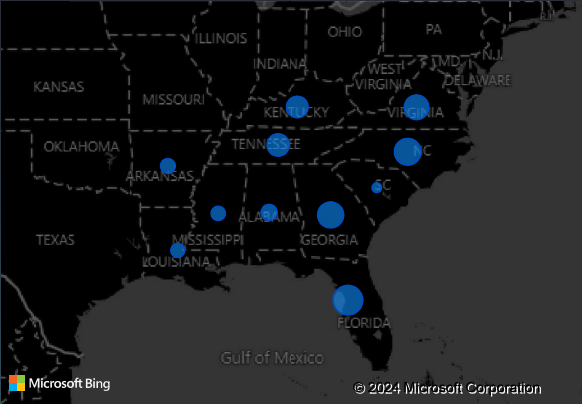 OHIO
PA
ILLINOIS
INDIANA
N.J.
MD.
WEST
VIRGINIA
DELAWARE
KANSAS
MISSOURI
KENTUCKY
VIRGINIA
OKLAHOMA
TENNESSEE
NC
ARKANSAS
SC
ALABAMA
TEXAS
MISSISSIPPI
GEORGIA
LOUISIANA
FLORIDA
Gulf of Mexico
Microsoft Bing
© 2024 Microsoft Corporation